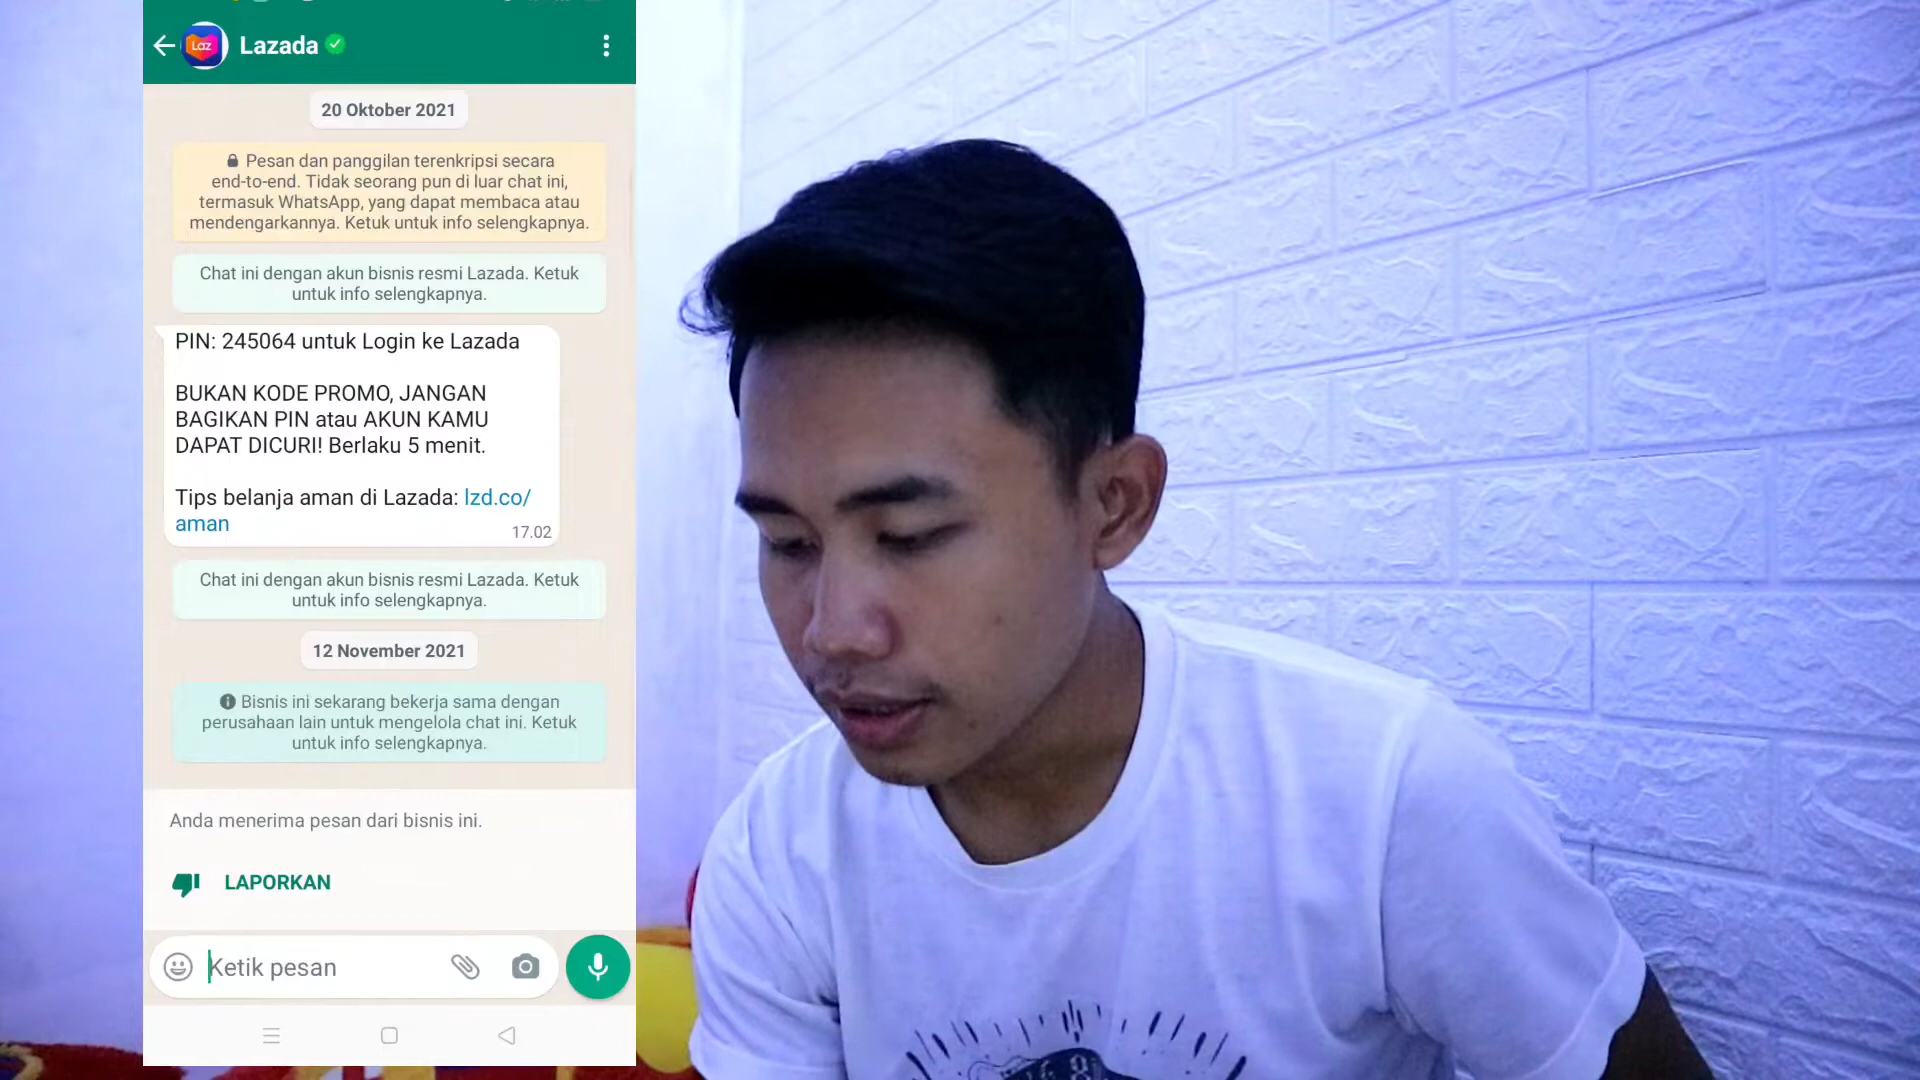 Laz
Lazada
20 Oktober 2021
Pesan dan panggilan terenkripsi secara
end-to-end. Tidak seorang pun di luar chat ini,
termasuk WhatsApp, yang dapat membaca atau
mendengarkannya. Ketuk untuk info selengkapnya.
Chat ini dengan akun bisnis resmi Lazada. Ketuk
untuk info selengkapnya.
PIN: 245064 untuk Login ke Lazada
BUKAN KODE PROMO, JANGAN
BAGIKAN PIN atau AKUN KAMU
DAPAT DICURI! Berlaku 5 menit.
Tips belanja aman di Lazada: lzd.co/
aman
17.02
Chat ini dengan akun bisnis resmi Lazada. Ketuk
untuk info selengkapnya.
12 November 2021
Bisnis ini sekarang bekerja sama dengan
perusahaan lain untuk mengelola chat ini. Ketuk
untuk info selengkapnya.
Anda menerima pesan dari bisnis ini.
LAPORKAN
Ketik pesan